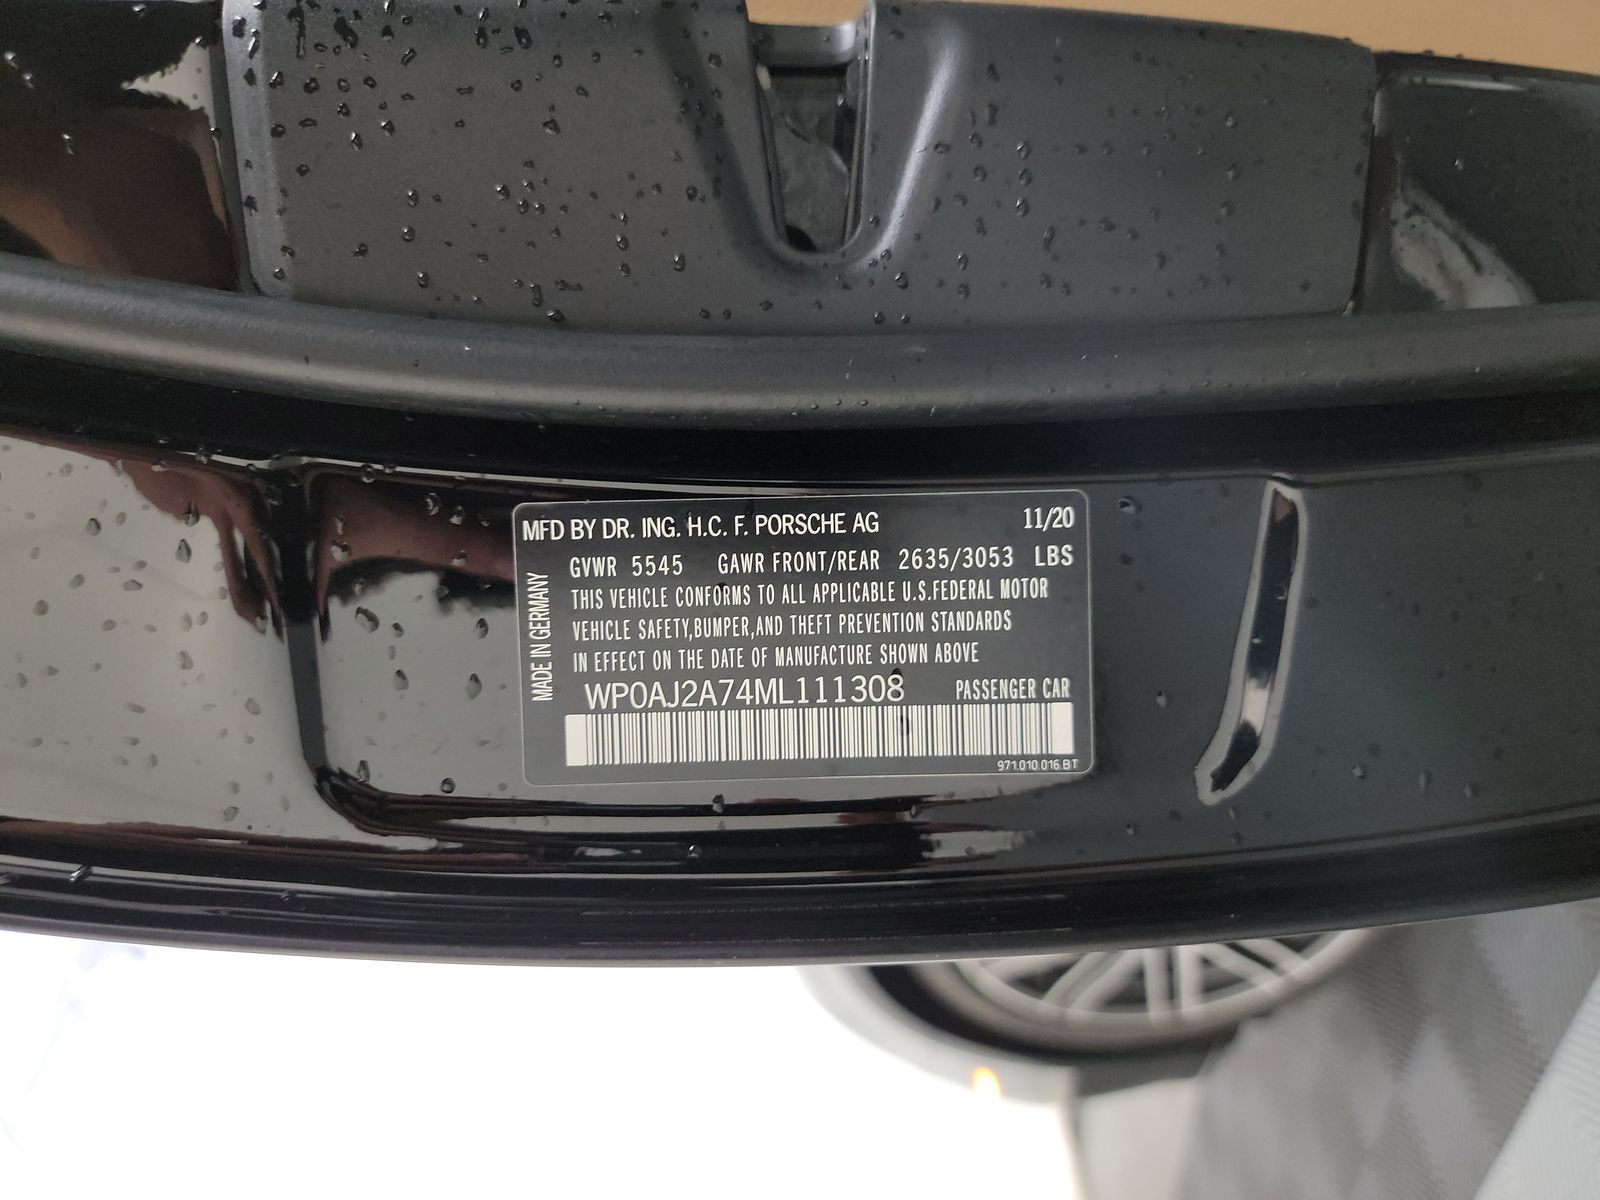 MFD BY DR. ING. H.C. F. PORSCHE AG 11/20
GVWR 5545 GAWR FRONT/REAR 2635/3053 LBS
THIS VEHICLE CONFORMS TO ALL APPLICABLE U.S.FEDERAL MOTOR
VEHICLE SAFETY,BUMPER,AND THEFT PREVENTION STANDARDS
IN EFFECT ON THE DATE OF MANUFACTURE SHOWN ABOVE
MADE IN GERMANY
WP0AJ2A74ML111308 PASSENGER CAR
971.010.016.BT